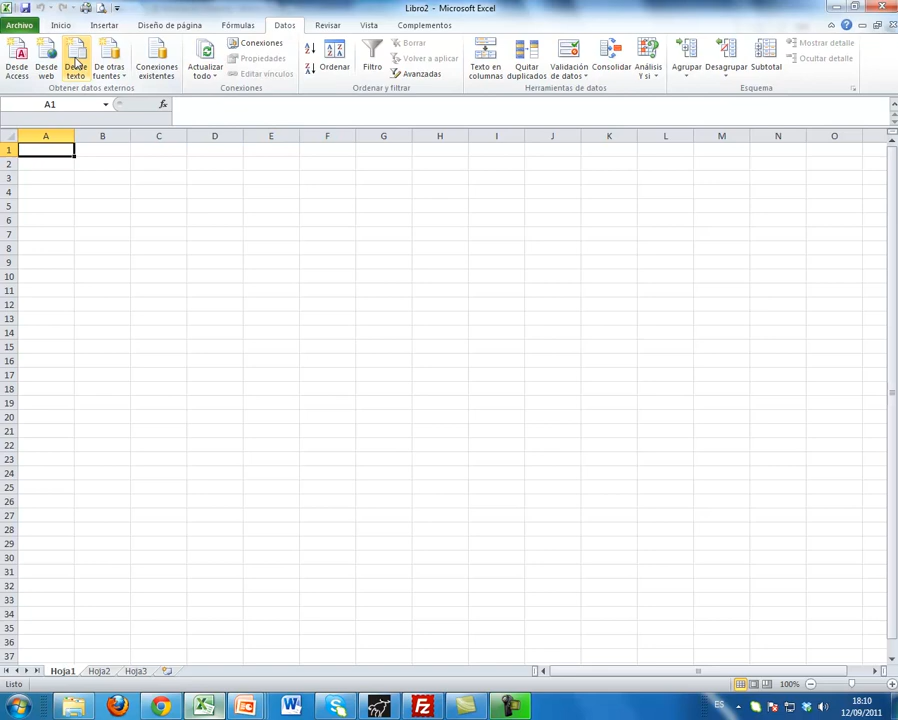 Libro2 - Microsoft Excel
Archivo Inicio Insertar Diseño de página Fórmulas Datos Revisar Vista Complementos
Desde Access
Desde web
Desde texto
De otras fuentes
Conexiones existentes
Obtener datos externos
Actualizar todo
Conexiones
Propiedades
Editar vínculos
Conexiones
Ordenar
Filtro
Borrar
Volver a aplicar
Avanzadas
Ordenar y filtrar
Texto en columnas
Quitar duplicados
Validación de datos
Consolidar
Análisis Y si
Herramientas de datos
Agrupar
Desagrupar
Subtotal
Mostrar detalle
Ocultar detalle
Esquema
A1 fx
A B C D E F G H I J K L M N O
1
2
3
4
5
6
7
8
9
10
11
12
13
14
15
16
17
18
19
20
21
22
23
24
25
26
27
28
29
30
31
32
33
34
35
36
37
Hoja1 Hoja2 Hoja3
Listo 100%
ES 18:10
12/09/2011